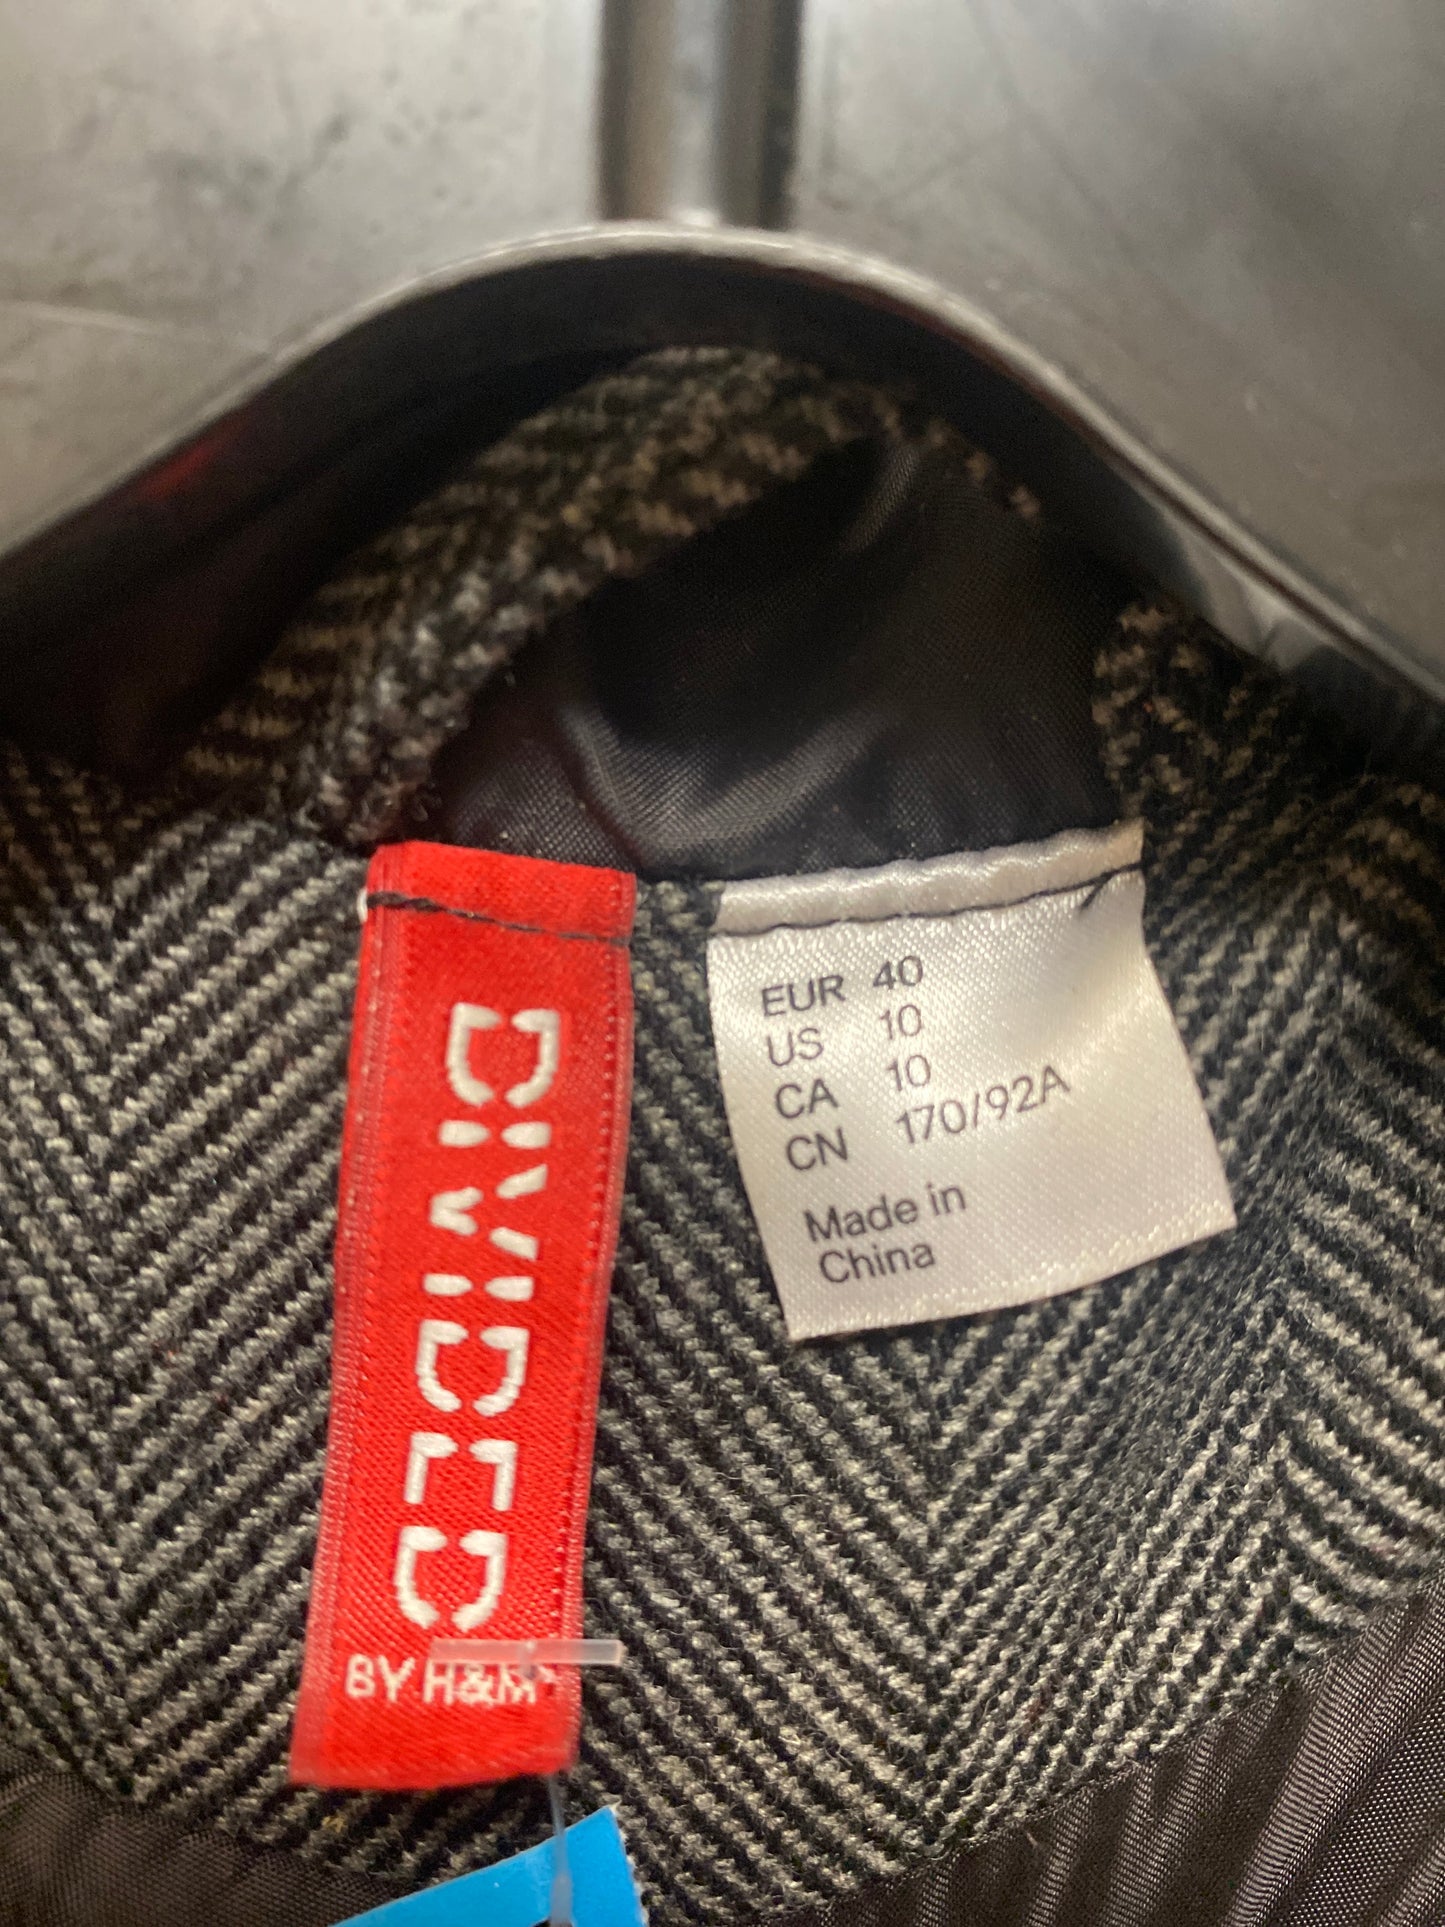 DIVIDED
BY H&M
EUR 40
US 10
CA 10
CN 170/92A
Made in
China